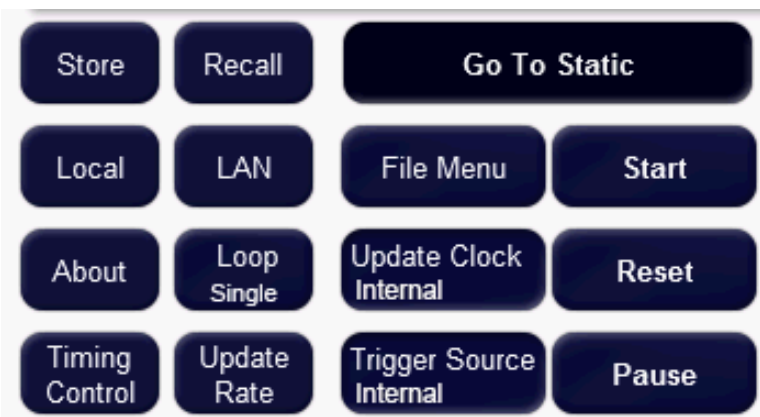 Store Recall Go To Static
Local LAN File Menu Start
About Loop
Single Update Clock
Internal Reset
Timing
Control Update
Rate Trigger Source
Internal Pause